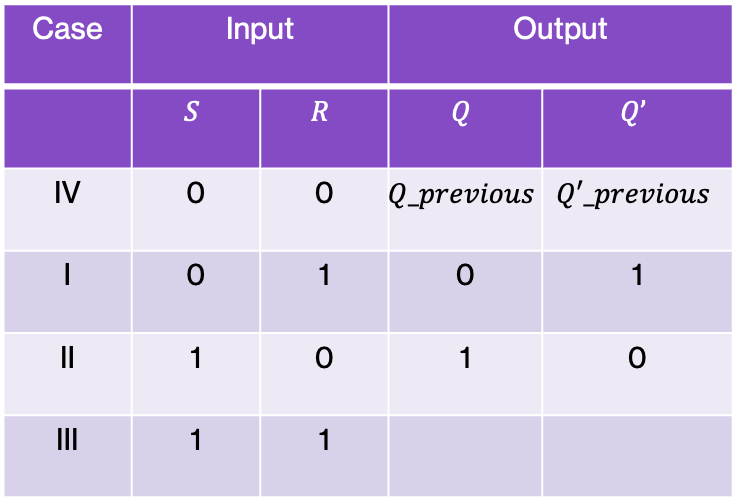 Case Input Output
S R Q Q’
IV 0 0 Q_previous Q′_previous
I 0 1 0 1
II 1 0 1 0
III 1 1